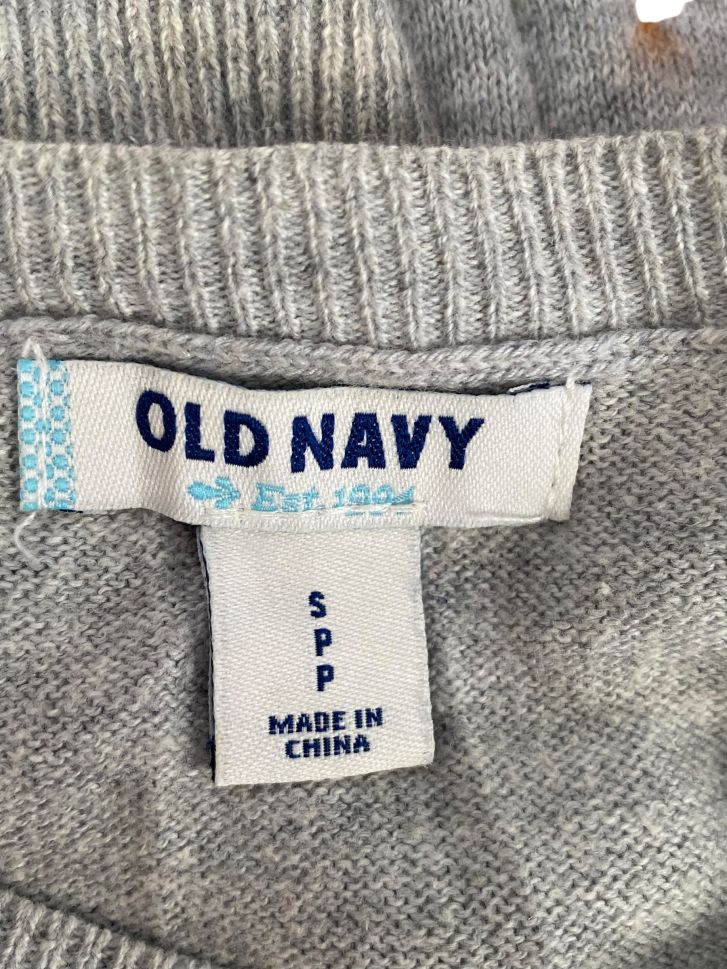 OLD NAVY
Est. 1994
S
P
P
MADE IN
CHINA